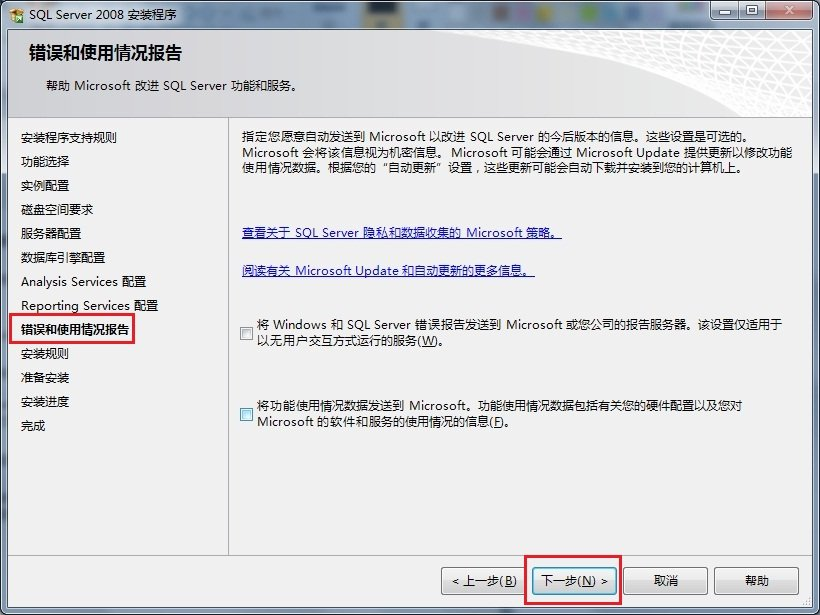 SQL Server 2008 安装程序
错误和使用情况报告
帮助 Microsoft 改进 SQL Server 功能和服务。
安装程序支持规则
功能选择
实例配置
磁盘空间要求
服务器配置
数据库引擎配置
Analysis Services 配置
Reporting Services 配置
错误和使用情况报告
安装规则
准备安装
安装进度
完成
指定您愿意自动发送到 Microsoft 以改进 SQL Server 的今后版本的信息。这些设置是可选的。
Microsoft 会将该信息视为机密信息。 Microsoft 可能会通过 Microsoft Update 提供更新以修改功能
使用情况数据。根据您的“自动更新”设置，这些更新可能会自动下载并安装到您的计算机上。
查看关于 SQL Server 隐私和数据收集的 Microsoft 策略。
阅读有关 Microsoft Update 和自动更新的更多信息。
将 Windows 和 SQL Server 错误报告发送到 Microsoft 或您公司的报告服务器。该设置仅适用于
以无用户交互方式运行的服务(W)。
将功能使用情况数据发送到 Microsoft。功能使用情况数据包括有关您的硬件配置以及您对
Microsoft 的软件和服务的使用情况的信息(F)。
< 上一步(B) 下一步(N) > 取消 帮助